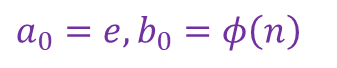 a₀ = e, b₀ = ϕ(n)